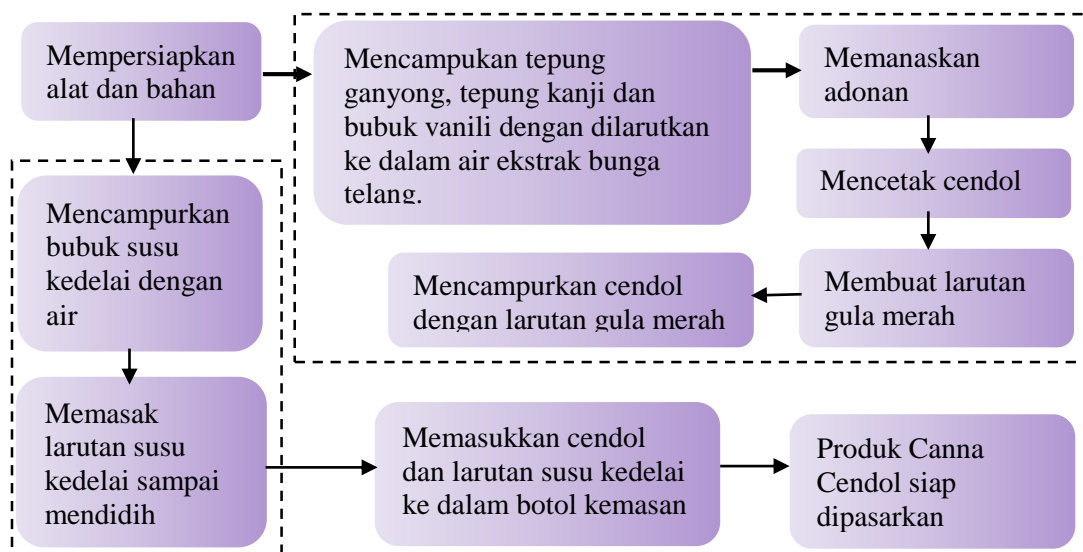 Mempersiapkan
alat dan bahan
Mencampukan tepung
ganyong, tepung kanji dan
bubuk vanili dengan dilarutkan
ke dalam air ekstrak bunga
telang.
Memanaskan
adonan
Mencetak cendol
Membuat larutan
gula merah
Mencampurkan cendol
dengan larutan gula merah
Mencampurkan
bubuk susu
kedelai dengan
air
Memasak
larutan susu
kedelai sampai
mendidih
Memasukkan cendol
dan larutan susu kedelai
ke dalam botol kemasan
Produk Canna
Cendol siap
dipasarkan